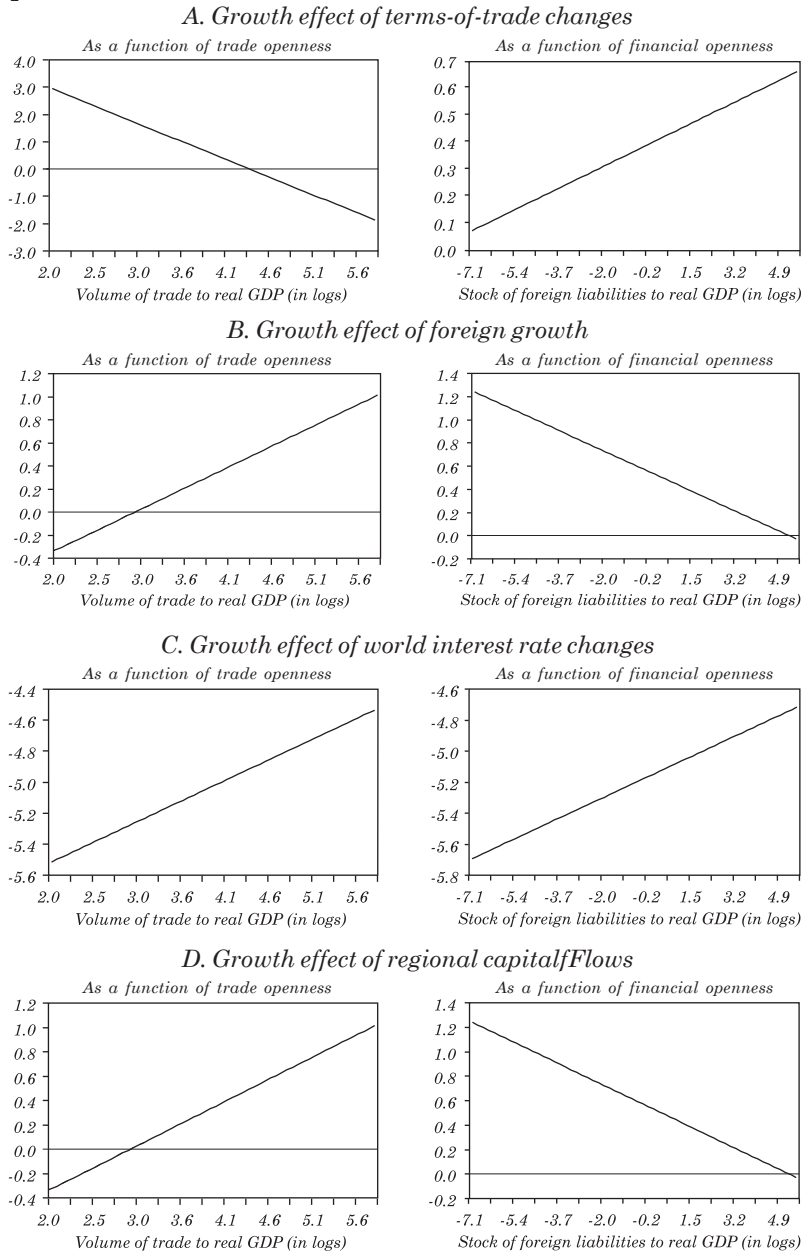 A. Growth effect of terms-of-trade changes
As a function of trade openness
4.0
3.0
2.0
1.0
0.0
-1.0
-2.0
-3.0
2.0 2.5 3.0 3.6 4.1 4.6 5.1 5.6
Volume of trade to real GDP (in logs)
As a function of financial openness
0.7
0.6
0.5
0.4
0.3
0.2
0.1
0.0
-7.1 -5.4 -3.7 -2.0 -0.2 1.5 3.2 4.9
Stock of foreign liabilities to real GDP (in logs)
B. Growth effect of foreign growth
As a function of trade openness
1.2
1.0
0.8
0.6
0.4
0.2
0.0
-0.2
-0.4
2.0 2.5 3.0 3.6 4.1 4.6 5.1 5.6
Volume of trade to real GDP (in logs)
As a function of financial openness
1.4
1.2
1.0
0.8
0.6
0.4
0.2
0.0
-0.2
-7.1 -5.4 -3.7 -2.0 -0.2 1.5 3.2 4.9
Stock of foreign liabilities to real GDP (in logs)
C. Growth effect of world interest rate changes
As a function of trade openness
-4.4
-4.6
-4.8
-5.0
-5.2
-5.4
-5.6
2.0 2.5 3.0 3.6 4.1 4.6 5.1 5.6
Volume of trade to real GDP (in logs)
As a function of financial openness
-4.6
-4.8
-5.0
-5.2
-5.4
-5.6
-5.8
-7.1 -5.4 -3.7 -2.0 -0.2 1.5 3.2 4.9
Stock of foreign liabilities to real GDP (in logs)
D. Growth effect of regional capitalfFlows
As a function of trade openness
1.2
1.0
0.8
0.6
0.4
0.2
0.0
-0.2
-0.4
2.0 2.5 3.0 3.6 4.1 4.6 5.1 5.6
Volume of trade to real GDP (in logs)
As a function of financial openness
1.4
1.2
1.0
0.8
0.6
0.4
0.2
0.0
-0.2
-7.1 -5.4 -3.7 -2.0 -0.2 1.5 3.2 4.9
Stock of foreign liabilities to real GDP (in logs)